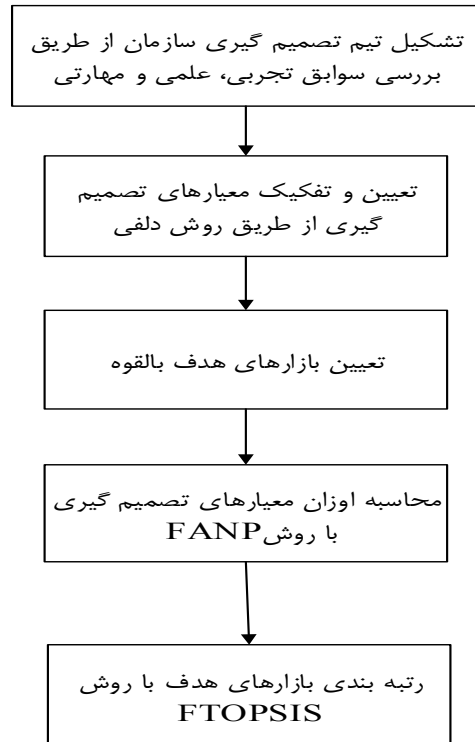 تشکیل تیم تصمیم گیری سازمان از طریق
بررسی سوابق تجربی، علمی و مهارتی
تعیین و تفکیک معیارهای تصمیم
گیری از طریق روش دلفی
تعیین بازارهای هدف بالقوه
محاسبه اوزان معیارهای تصمیم گیری
با روش FANP
رتبه بندی بازارهای هدف با روش
FTOPSIS